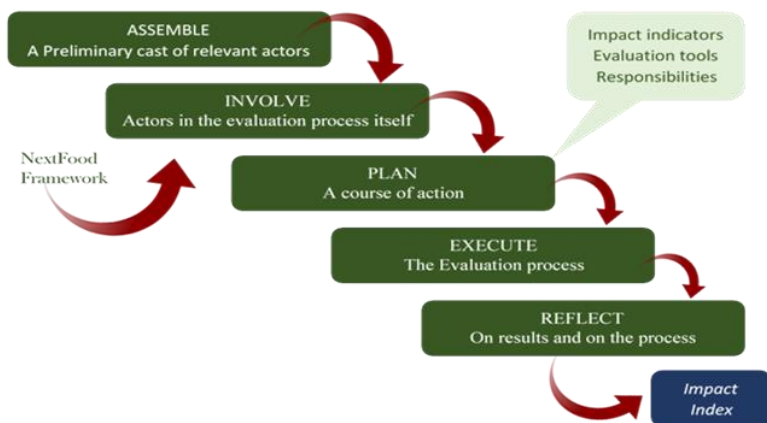 ASSEMBLE
A Preliminary cast of relevant actors
Impact indicators
Evaluation tools
Responsibilities
INVOLVE
Actors in the evaluation process itself
NextFood
Framework
PLAN
A course of action
EXECUTE
The Evaluation process
REFLECT
On results and on the process
Impact
Index